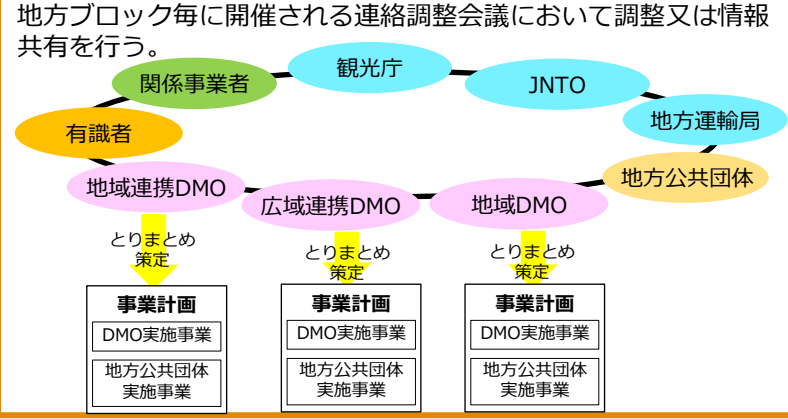 地方ブロック毎に開催される連絡調整会議において調整又は情報
共有を行う。
観光庁
関係事業者
JNTO
地方運輸局
有識者
地方公共団体
地域連携DMO
広域連携DMO
地域DMO
とりまとめ
策定
とりまとめ
策定
とりまとめ
策定
事業計画
DMO実施事業
地方公共団体
実施事業
事業計画
DMO実施事業
地方公共団体
実施事業
事業計画
DMO実施事業
地方公共団体
実施事業